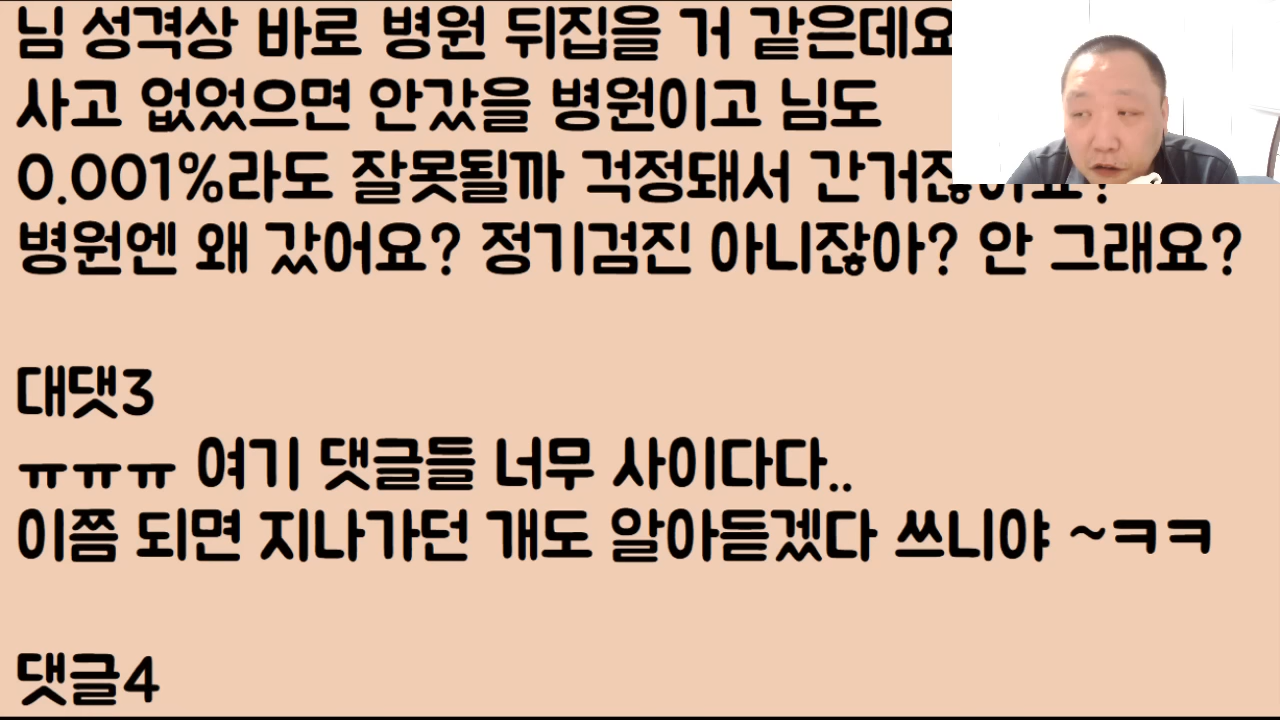 님 성격상 바로 병원 뒤집을 거 같은데요
사고 없었으면 안갔을 병원이고 님도
0.001%라도 잘못될까 걱정돼서 간거잖아요?
병원엔 왜 갔어요? 정기검진 아니잖아? 안 그래요?
대댓3
ㅠㅠㅠ 여기 댓글들 너무 사이다다..
이쯤 되면 지나가던 개도 알아듣겠다 쓰니야 ~ㅋㅋ
댓글4